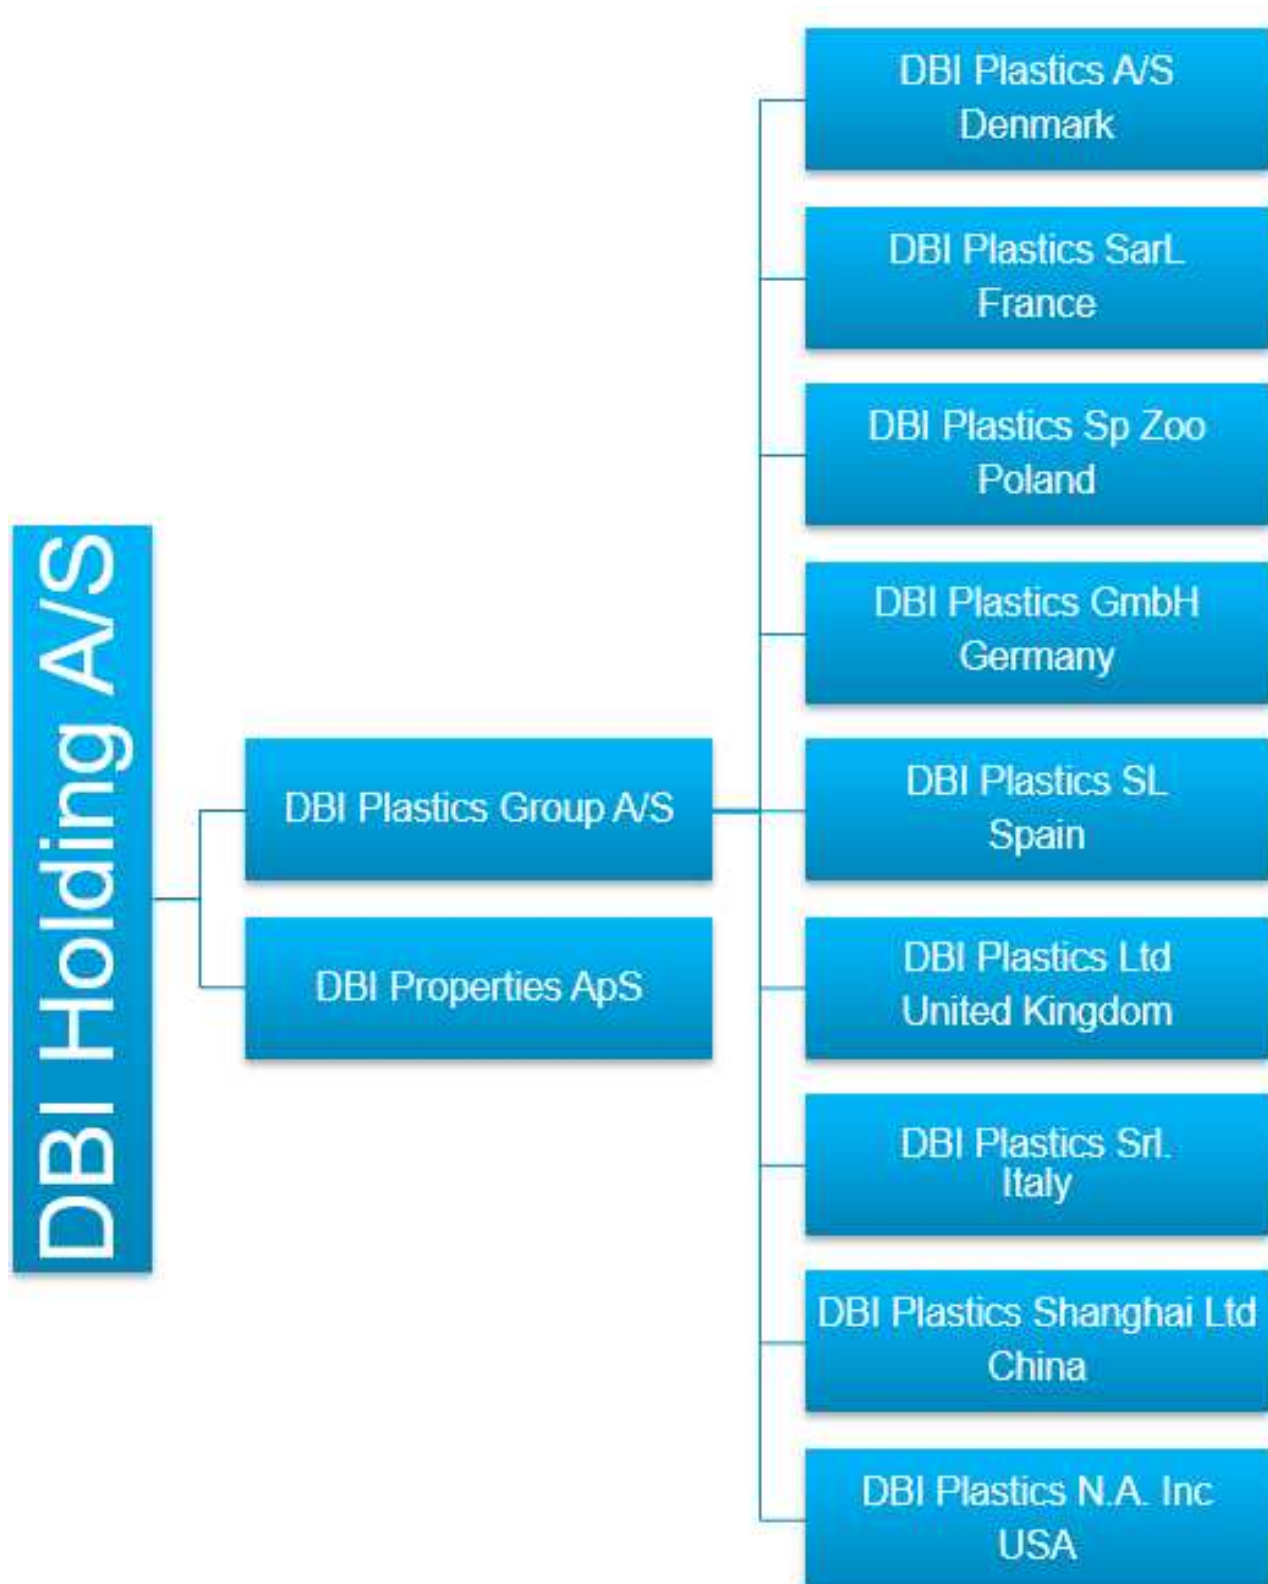 DBI Holding A/S
DBI Plastics Group A/S
DBI Properties ApS
DBI Plastics A/S
Denmark
DBI Plastics SarL
France
DBI Plastics Sp Zoo
Poland
DBI Plastics GmbH
Germany
DBI Plastics SL
Spain
DBI Plastics Ltd
United Kingdom
DBI Plastics Srl.
Italy
DBI Plastics Shanghai Ltd
China
DBI Plastics N.A. Inc
USA